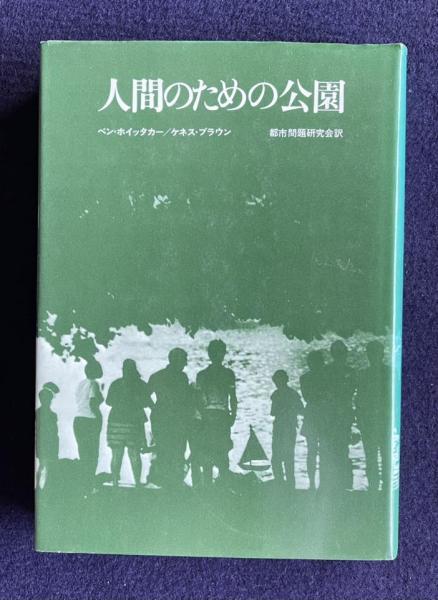 人間のための公園
ベン・ホイッタカー/ケネス・ブラウン 都市問題研究会訳